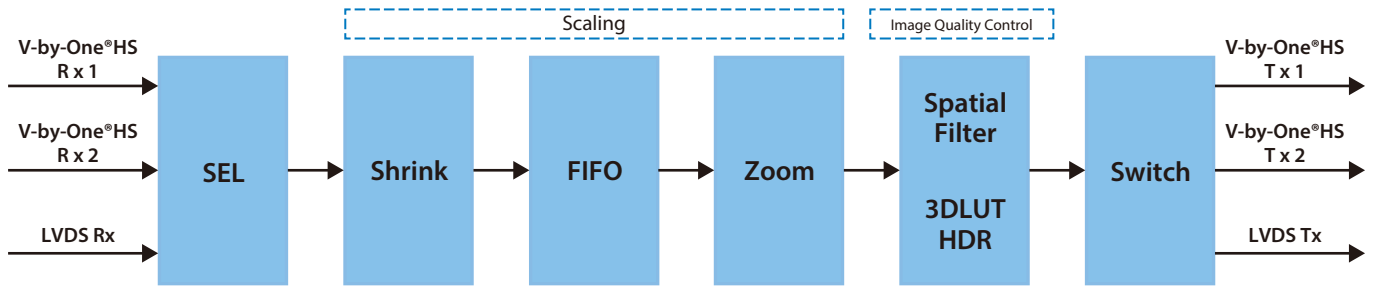 Scaling
Image Quality Control
V-by-One®HS
R x 1
V-by-One®HS
R x 2
LVDS Rx
SEL
Shrink
FIFO
Zoom
Spatial
Filter
3DLUT
HDR
Switch
V-by-One®HS
T x 1
V-by-One®HS
T x 2
LVDS Tx